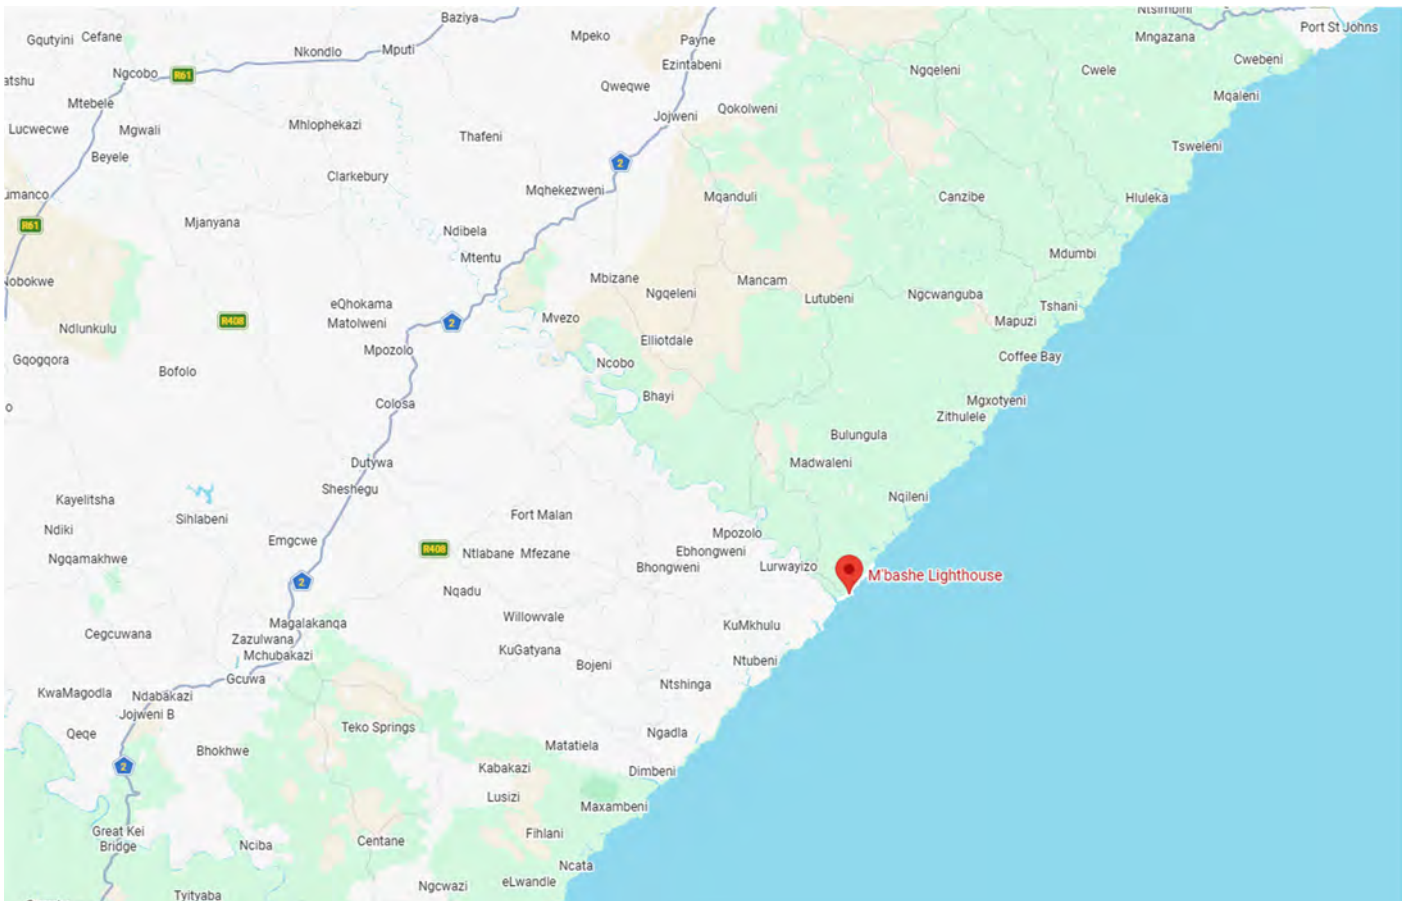 Baziya
Ntsimbini
Port St Johns
Gqutyini
Cefane
Nkondlo
Mputi
Mpeko
Payne
Mngazana
Ezintabeni
Cwebeni
atshu
Ngcobo
R61
Qweqwe
Ngqeleni
Cwele
Mtebele
Mqaleni
Lucwecwe
Mgwali
Mhlophekazi
Thafeni
Jojweni
Qokolweni
Tsweleni
Beyele
2
Clarkebury
umanco
Mqhekezweni
Mqanduli
Canzibe
Hluleka
R61
Mjanyana
Ndibela
Mtentu
Mdumbi
Nobokwe
Mbizane
Ngqeleni
Mancam
Lutubeni
Ngcwanguba
Tshani
eQhokama
Matolweni
R408
2
Mvezo
Mapuzi
Ndlunkulu
Elliotdale
Mpozolo
Coffee Bay
Gqogqora
Bofolo
Ncobo
Bhayi
Colosa
Mgxotyeni
Zithulele
o
Bulungula
Dutywa
Madwaleni
Sheshegu
Nqileni
Kayelitsha
Sihlabeni
Fort Malan
Ndiki
Emgcwe
Mpozolo
Ngqamakhwe
R408
Ntlabane
Mfezane
Ebhongweni
Bhongweni
Lurwayizo
M'bashe Lighthouse
2
Nqadu
Willowvale
Magalakanqa
KuMkhulu
Cegcuwana
Zazulwana
Mchubakazi
KuGatyana
Bojeni
Ntubeni
Gcuwa
Ntshinga
KwaMagodla
Ndabakazi
Jojweni B
Teko Springs
Qeqe
Ngadla
Bhokhwe
Matatiela
2
Kabakazi
Dimbeni
Lusizi
Maxambeni
Great Kei
Bridge
Nciba
Centane
Fihlani
Ncata
Ngcwazi
eLwandle
Tyityaba